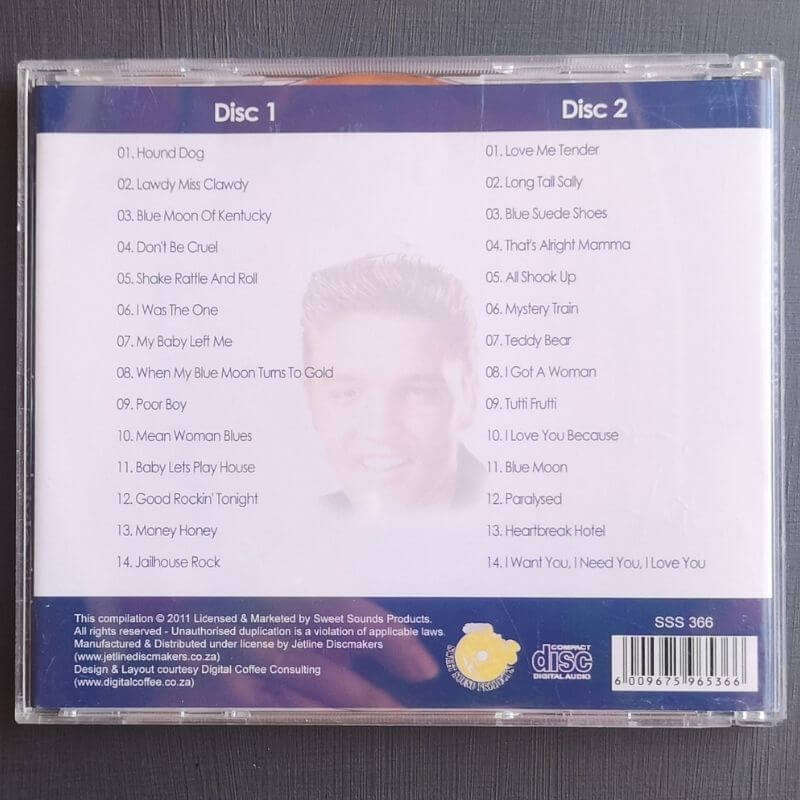 Disc 1
01. Hound Dog
02. Lawdy Miss Clawdy
03. Blue Moon Of Kentucky
04. Don't Be Cruel
05. Shake Rattle And Roll
06. I Was The One
07. My Baby Left Me
08. When My Blue Moon Turns To Gold
09. Poor Boy
10. Mean Woman Blues
11. Baby Lets Play House
12. Good Rockin' Tonight
13. Money Honey
14. Jailhouse Rock
Disc 2
01. Love Me Tender
02. Long Tall Sally
03. Blue Suede Shoes
04. That's Alright Mamma
05. All Shook Up
06. Mystery Train
07. Teddy Bear
08. I Got A Woman
09. Tutti Frutti
10. I Love You Because
11. Blue Moon
12. Paralysed
13. Heartbreak Hotel
14. I Want You, I Need You, I Love You
This compilation © 2011 Licensed & Marketed by Sweet Sounds Products.
All rights reserved - Unauthorised duplication is a violation of applicable laws.
Manufactured & Distributed under license by Jetline Discmakers
(www.jetlinediscmakers.co.za)
Design & Layout courtesy Digital Coffee Consulting
(www.digitalcoffee.co.za)
COMPACT
disc
DIGITAL AUDIO
SSS 366
6 009675 965366